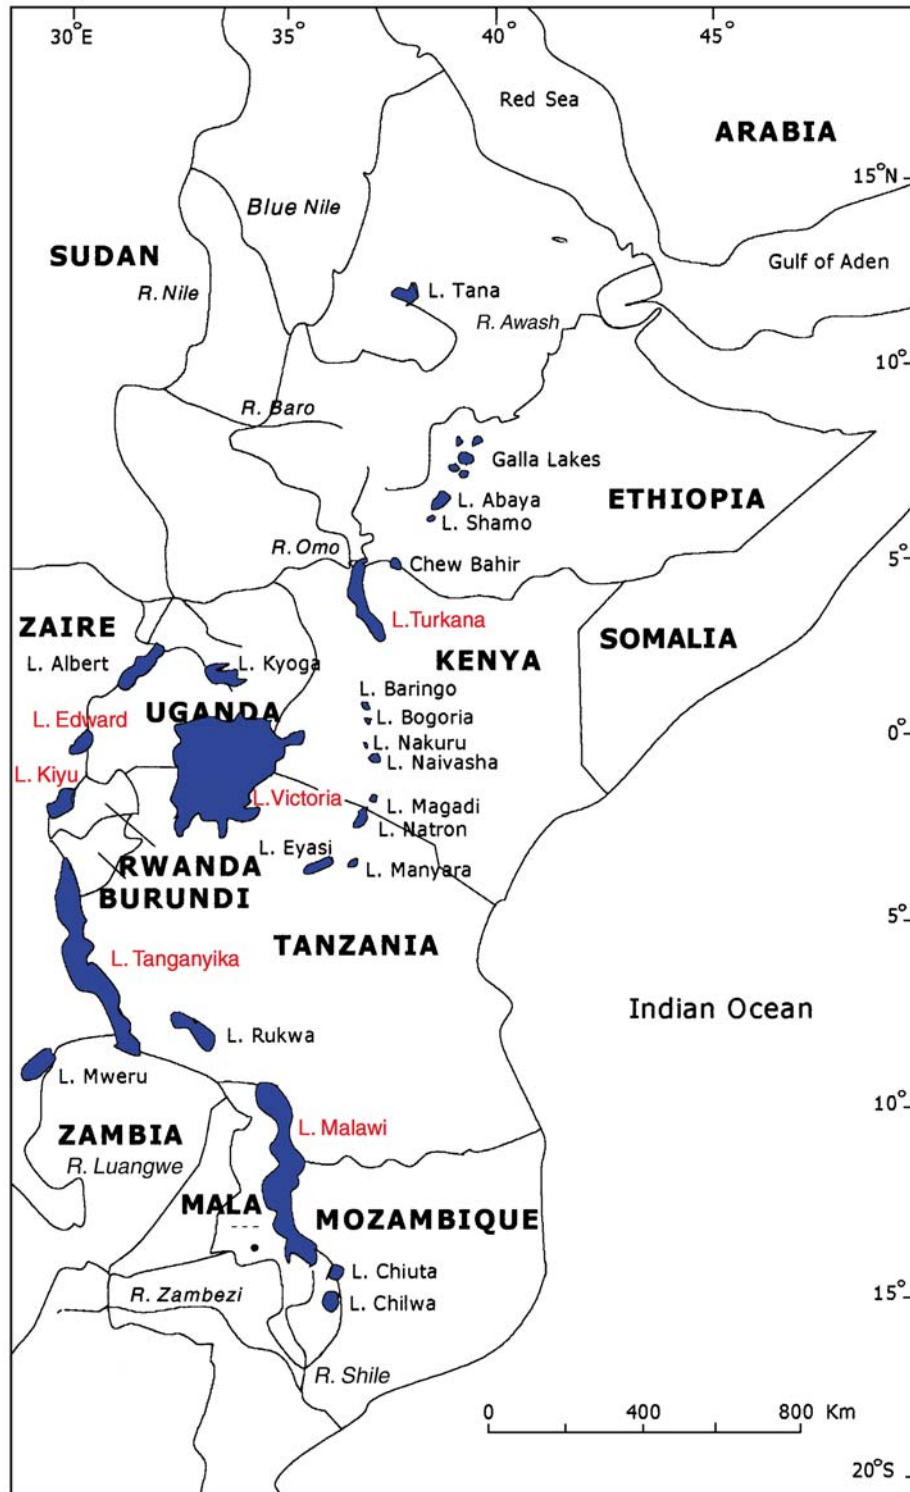 30°E
35°
40°
45°
Red Sea
ARABIA
15°N
Blue Nile
SUDAN
Gulf of Aden
R. Nile
L. Tana
R. Awash
10°
R. Baro
Galla Lakes
L. Abaya
ETHIOPIA
L. Shamo
R. Omo
5°
Chew Bahir
ZAIRE
L.Turkana
SOMALIA
L. Albert
L. Kyoga
KENYA
L. Baringo
L. Edward
UGANDA
L. Bogoria
0°
L. Nakuru
L. Naivasha
L. Kiyu
L.Victoria
L. Magadi
L. Natron
L. Eyasi
RWANDA
L. Manyara
BURUNDI
5°
TANZANIA
L. Tanganyika
Indian Ocean
L. Rukwa
L. Mweru
10°
L. Malawi
ZAMBIA
R. Luangwe
MALA
MOZAMBIQUE
L. Chiuta
R. Zambezi
L. Chilwa
15°
R. Shile
0 400 800 Km
20°S